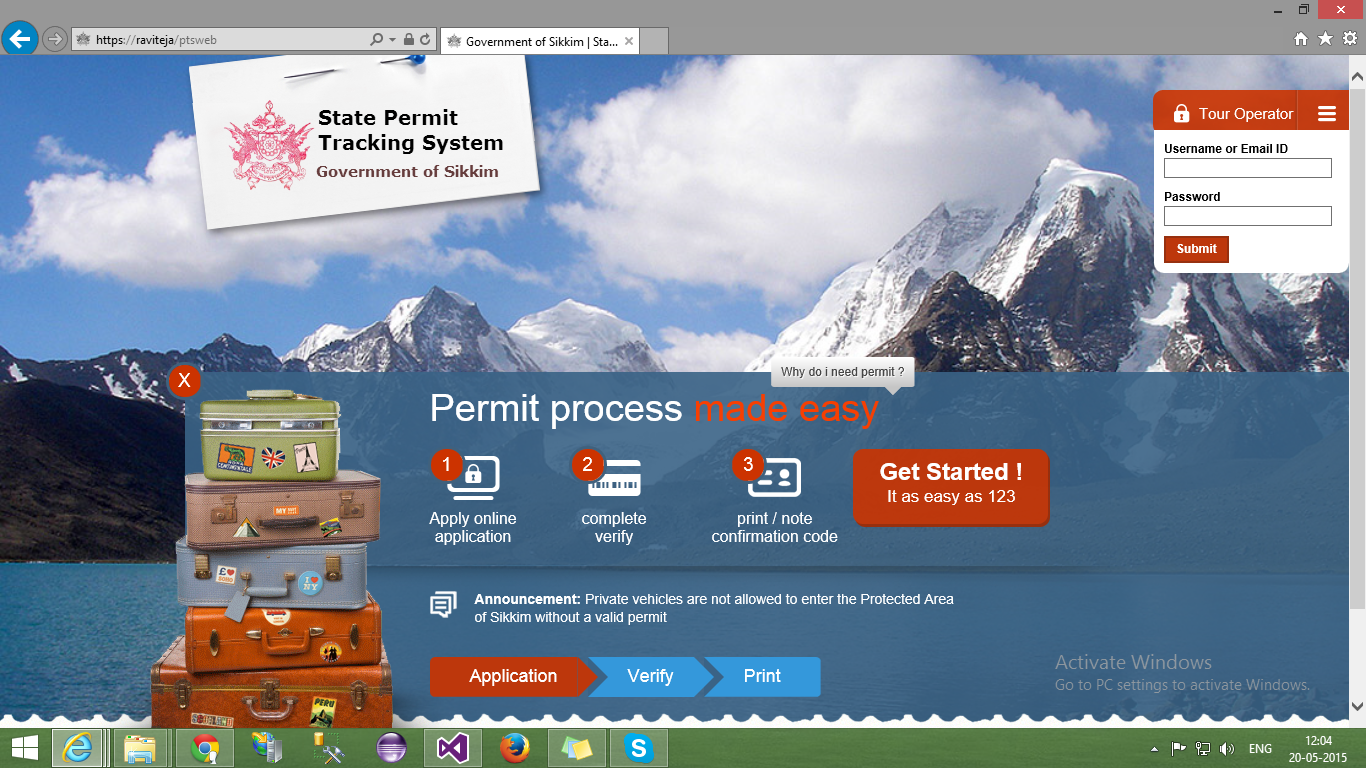 https://raviteja/ptsweb
Government of Sikkim | Sta...
State Permit
Tracking System
Government of Sikkim
Tour Operator
Username or Email ID
Password
Submit
X
Why do i need permit ?
Permit process made easy
1
Apply online
application
2
complete
verify
3
print / note
confirmation code
Get Started !
It as easy as 123
MY
£
SOHO
I ♥
NY
PERU
Announcement: Private vehicles are not allowed to enter the Protected Area
of Sikkim without a valid permit
Application
Verify
Print
Activate Windows
Go to PC settings to activate Windows.
ENG
12:04
20-05-2015